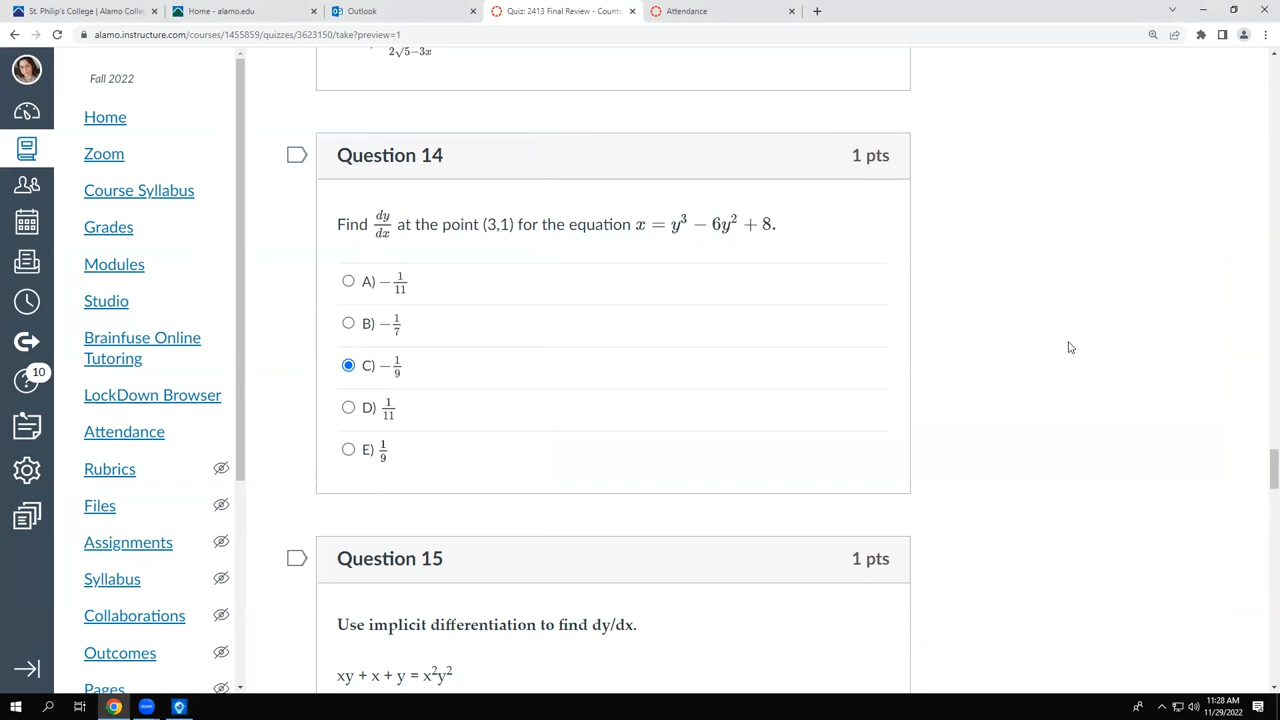 St. Philip's College | Alamo Colle
Home - alamo.edu
Outlook
Quiz: 2413 Final Review - Count
Attendance
alamo.instructure.com/courses/1455859/quizzes/3623150/take?preview=1
Fall 2022
Home
Zoom
Course Syllabus
Grades
Modules
Studio
Brainfuse Online
Tutoring
10
LockDown Browser
Attendance
Rubrics
Files
Assignments
Syllabus
Collaborations
Outcomes
Pages
2√5−3x
Question 14 1 pts
Find dy/dx at the point (3,1) for the equation x = y³ − 6y² + 8.
A) −1/11
B) −1/7
C) −1/9
D) 1/11
E) 1/9
Question 15 1 pts
Use implicit differentiation to find dy/dx.
xy + x + y = x²y²
11:28 AM
11/29/2022